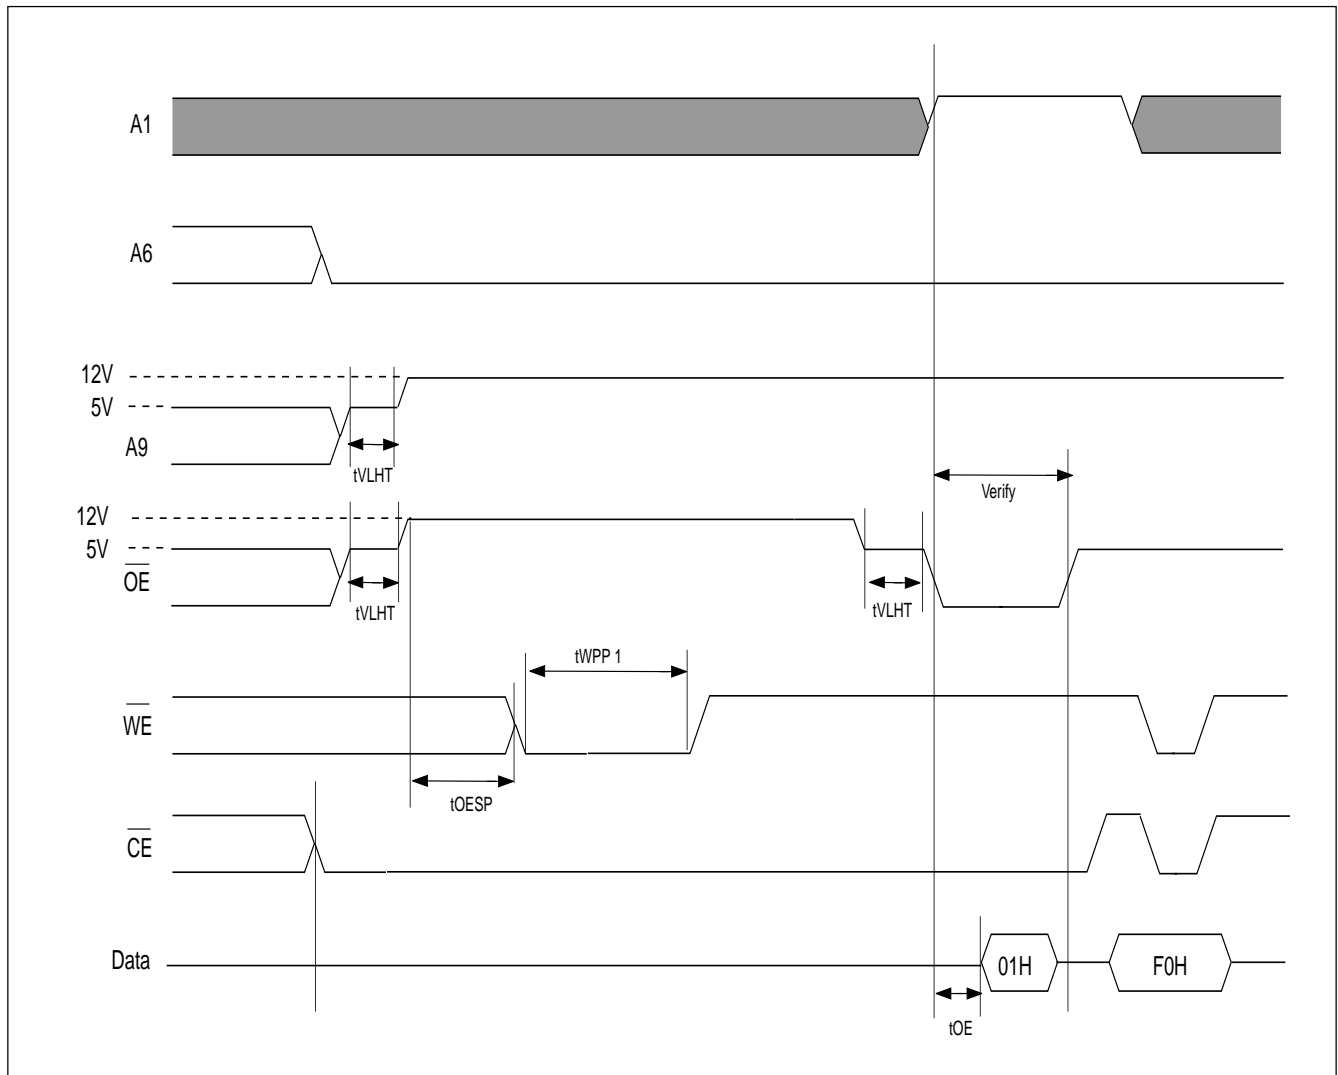 A1
A6
12V
5V
A9
tVLHT
Verify
12V
5V
OE
tVLHT
tVLHT
tWPP 1
WE
tOESP
CE
Data
01H
F0H
tOE